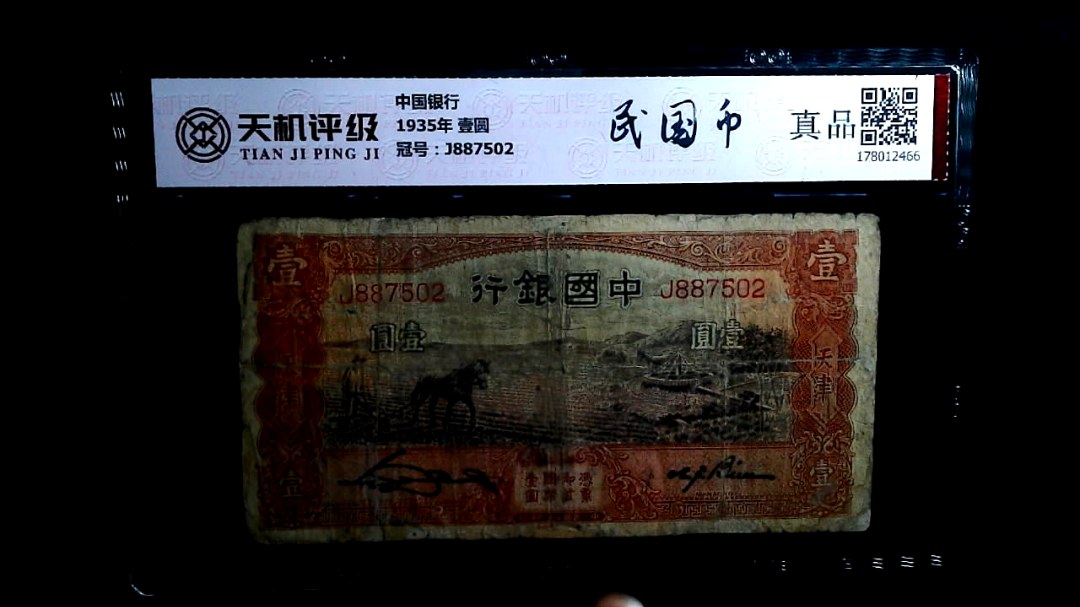 天机评级
TIAN JI PING JI
中国银行
1935年 壹圆
冠号：J887502
民国币
真品
178012466
壹
壹
J887502
行銀國中
J887502
圓壹
圓壹
天津
壹
壹